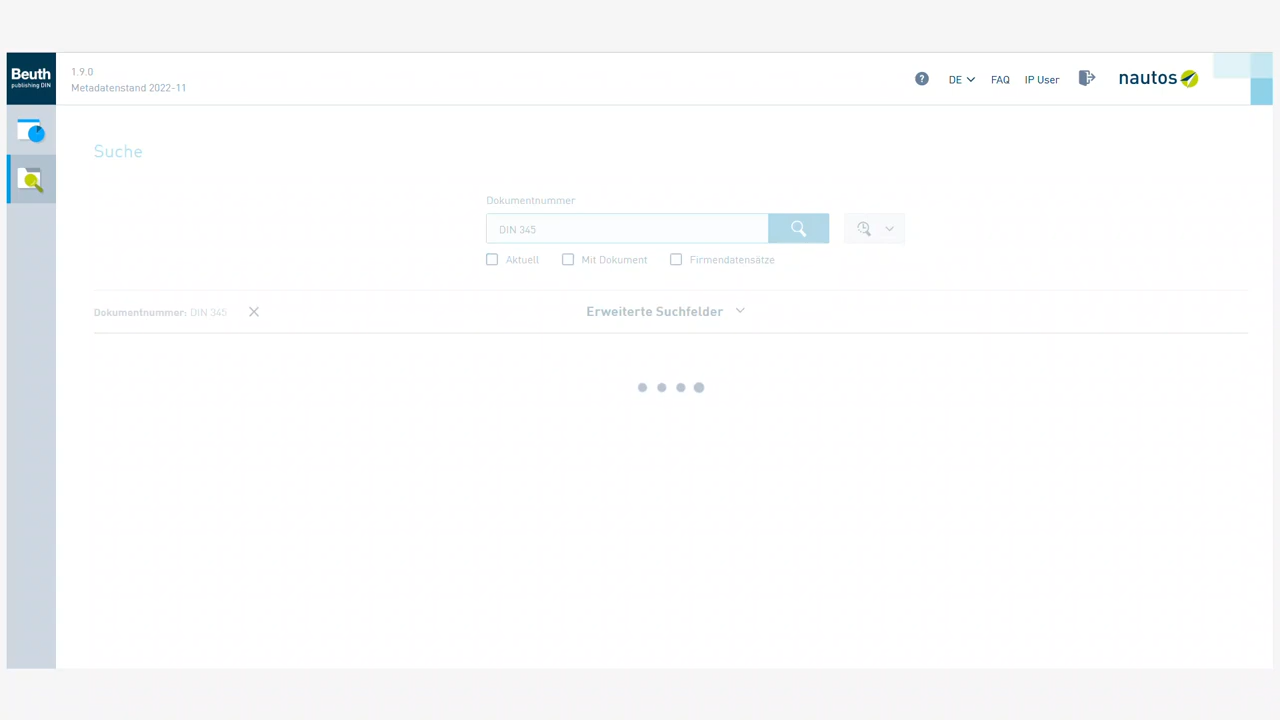 Beuth
publishing DIN
1.9.0
Metadatenstand 2022-11
?
DE
FAQ
IP User
nautos
Suche
Dokumentnummer
DIN 345
Aktuell
Mit Dokument
Firmendatensätze
Dokumentnummer: DIN 345
Erweiterte Suchfelder